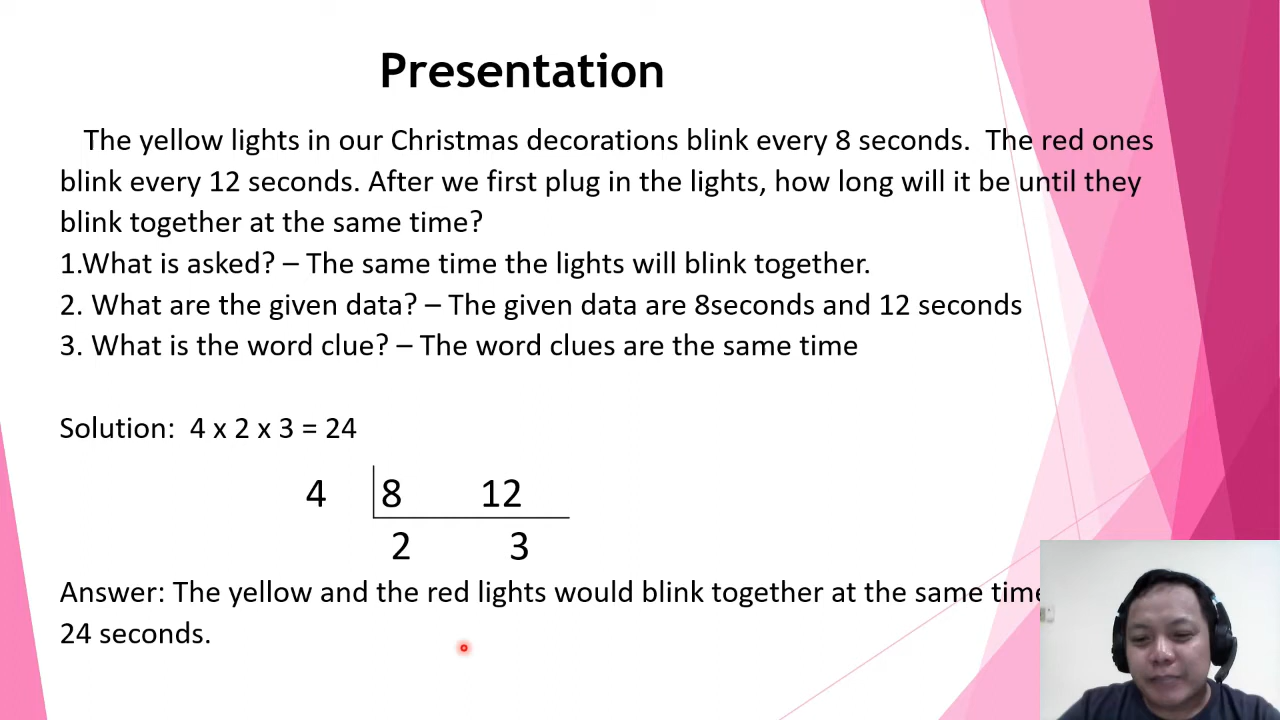 Presentation
The yellow lights in our Christmas decorations blink every 8 seconds.  The red ones
blink every 12 seconds. After we first plug in the lights, how long will it be until they
blink together at the same time?
1.What is asked? – The same time the lights will blink together.
2. What are the given data? – The given data are 8seconds and 12 seconds
3. What is the word clue? – The word clues are the same time
Solution:  4 x 2 x 3 = 24
4 8 12
2 3
Answer: The yellow and the red lights would blink together at the same time
24 seconds.